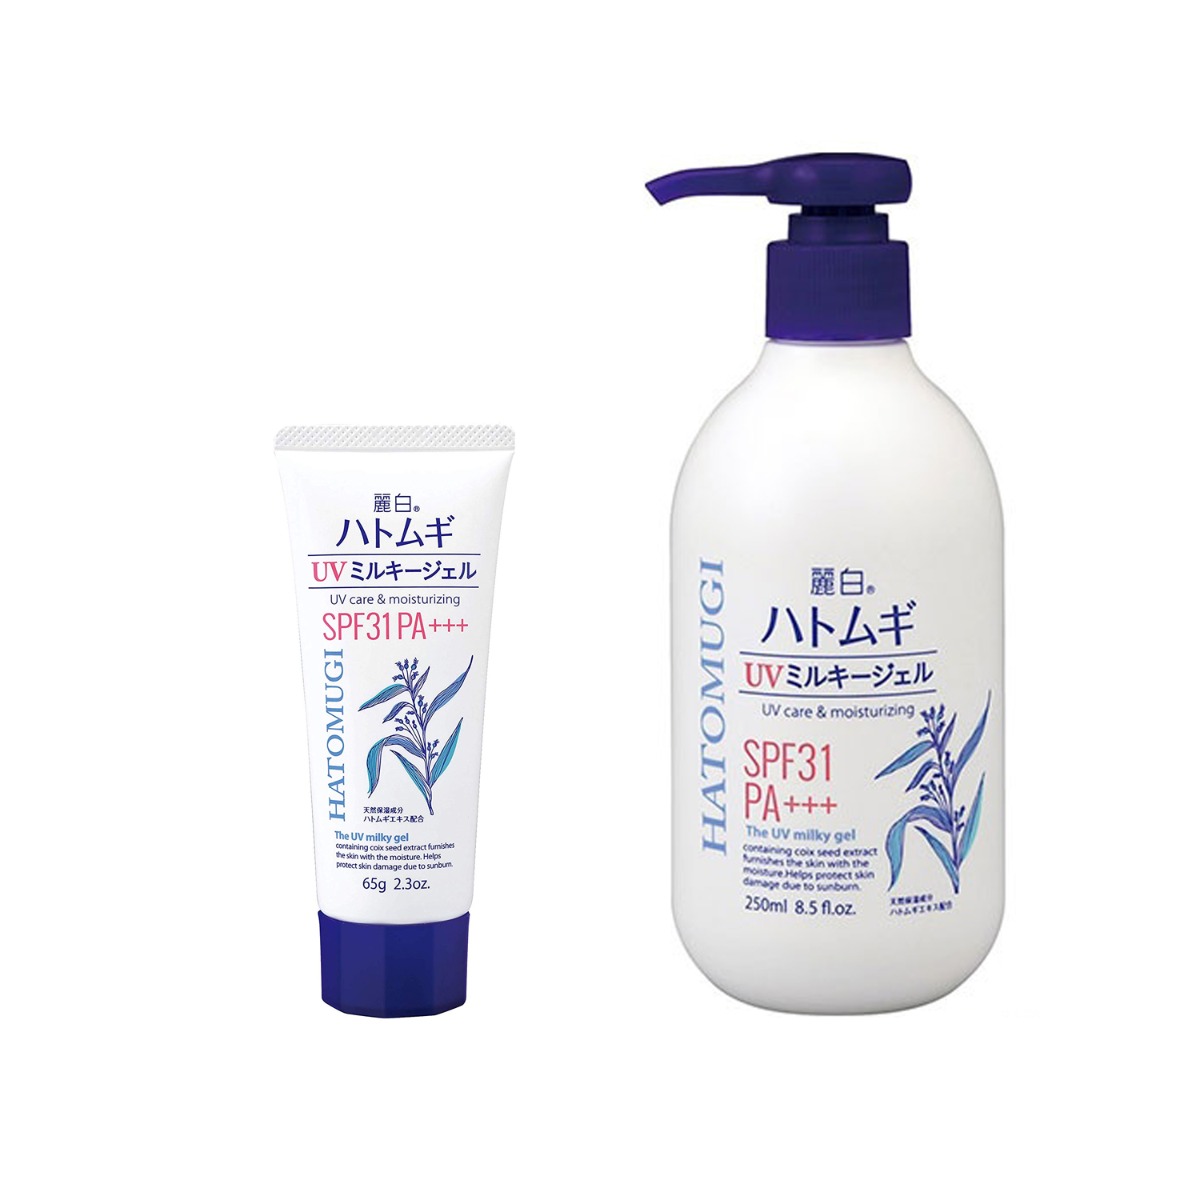 麗白®
ハトムギ
UVミルキージェル
UV care & moisturizing
SPF31 PA+++
HATOMUGI
天然保湿成分
ハトムギエキス配合
The UV milky gel
containing coix seed extract furnishes
the skin with the moisture. Helps
protect skin damage due to sunburn.
65g 2.3oz.
麗白®
ハトムギ
UVミルキージェル
UV care & moisturizing
HATOMUGI
SPF31
PA+++
The UV milky gel
containing coix seed extract
furnishes the skin with the
moisture.Helps protect skin
damage due to sunburn.
250ml 8.5 fl.oz.
天然保湿成分
ハトムギエキス配合